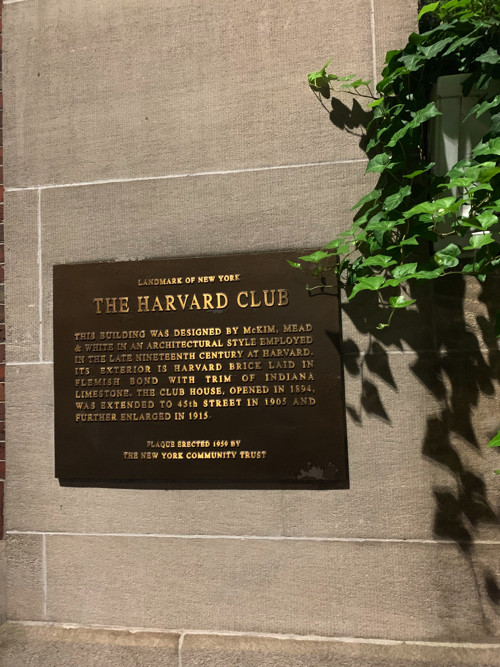 LANDMARK OF NEW YORK
THE HARVARD CLUB
THIS BUILDING WAS DESIGNED BY McKIM, MEAD
& WHITE IN AN ARCHITECTURAL STYLE EMPLOYED
IN THE LATE NINETEENTH CENTURY AT HARVARD.
ITS EXTERIOR IS HARVARD BRICK LAID IN
FLEMISH BOND WITH TRIM OF INDIANA
LIMESTONE. THE CLUB HOUSE, OPENED IN 1894,
WAS EXTENDED TO 45th STREET IN 1905 AND
FURTHER ENLARGED IN 1915.
PLAQUE ERECTED 1959 BY
THE NEW YORK COMMUNITY TRUST